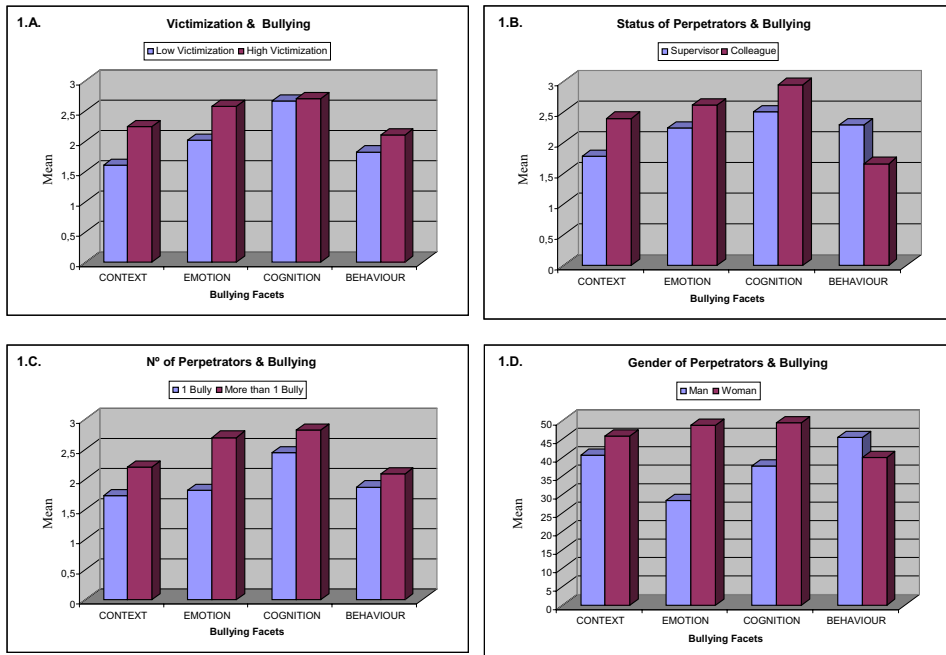 1.A.
Victimization & Bullying
Low Victimization High Victimization
3
2,5
2
1,5
1
0,5
0
Mean
CONTEXT EMOTION COGNITION BEHAVIOUR
Bullying Facets
1.B.
Status of Perpetrators & Bullying
Supervisor Colleague
3
2,5
2
1,5
1
0,5
0
Mean
CONTEXT EMOTION COGNITION BEHAVIOUR
Bullying Facets
1.C.
Nº of Perpetrators & Bullying
1 Bully More than 1 Bully
3
2,5
2
1,5
1
0,5
0
Mean
CONTEXT EMOTION COGNITION BEHAVIOUR
Bullying Facets
1.D.
Gender of Perpetrators & Bullying
Man Woman
50
45
40
35
30
25
20
15
10
5
0
Mean
CONTEXT EMOTION COGNITION BEHAVIOUR
Bullying Facets